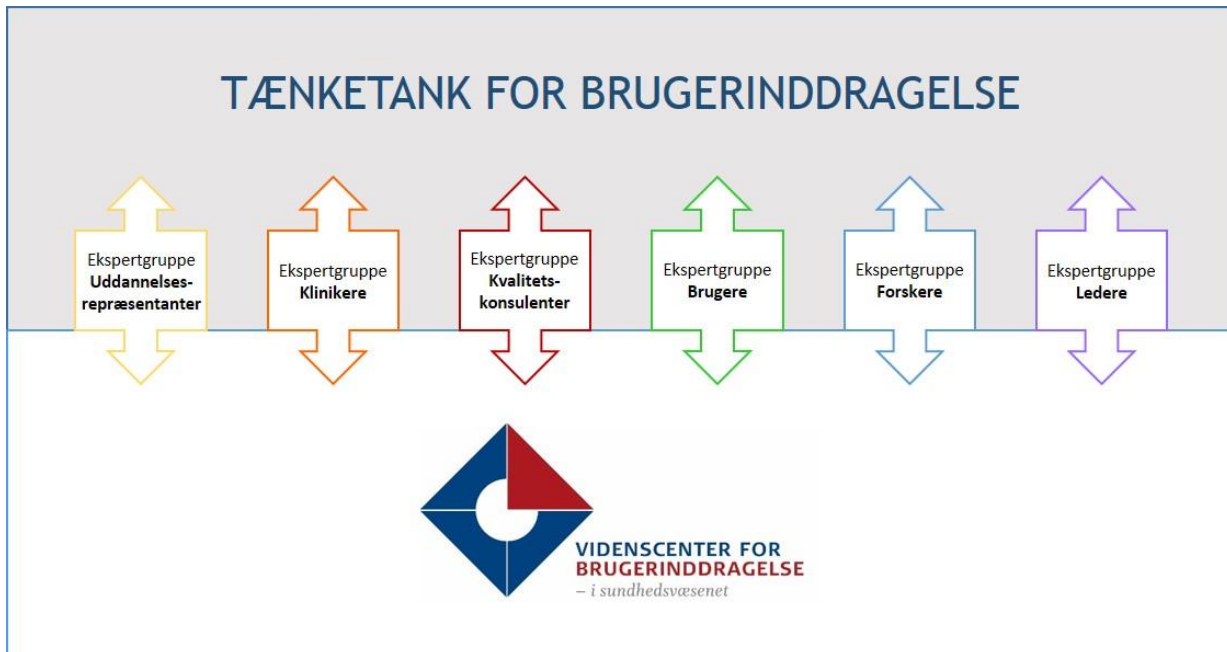 TÆNKETANK FOR BRUGERINDDRAGELSE
Ekspertgruppe
Uddannelses-
repræsentanter
Ekspertgruppe
Klinikere
Ekspertgruppe
Kvalitets-
konsulenter
Ekspertgruppe
Brugere
Ekspertgruppe
Forskere
Ekspertgruppe
Ledere
VIDENSCENTER FOR
BRUGERINDDRAGELSE
– i sundhedsvæsenet